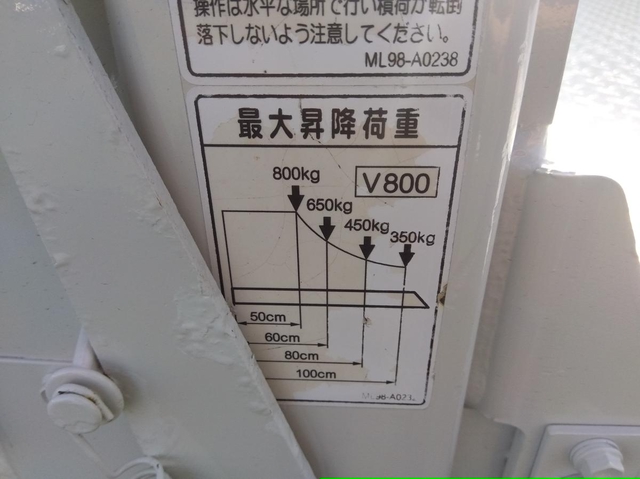 操作は水平な場所で行い積荷が転倒
落下しないよう注意してください。
ML98-A0238
最大昇降荷重
V800
800kg
650kg
450kg
350kg
50cm
60cm
80cm
100cm